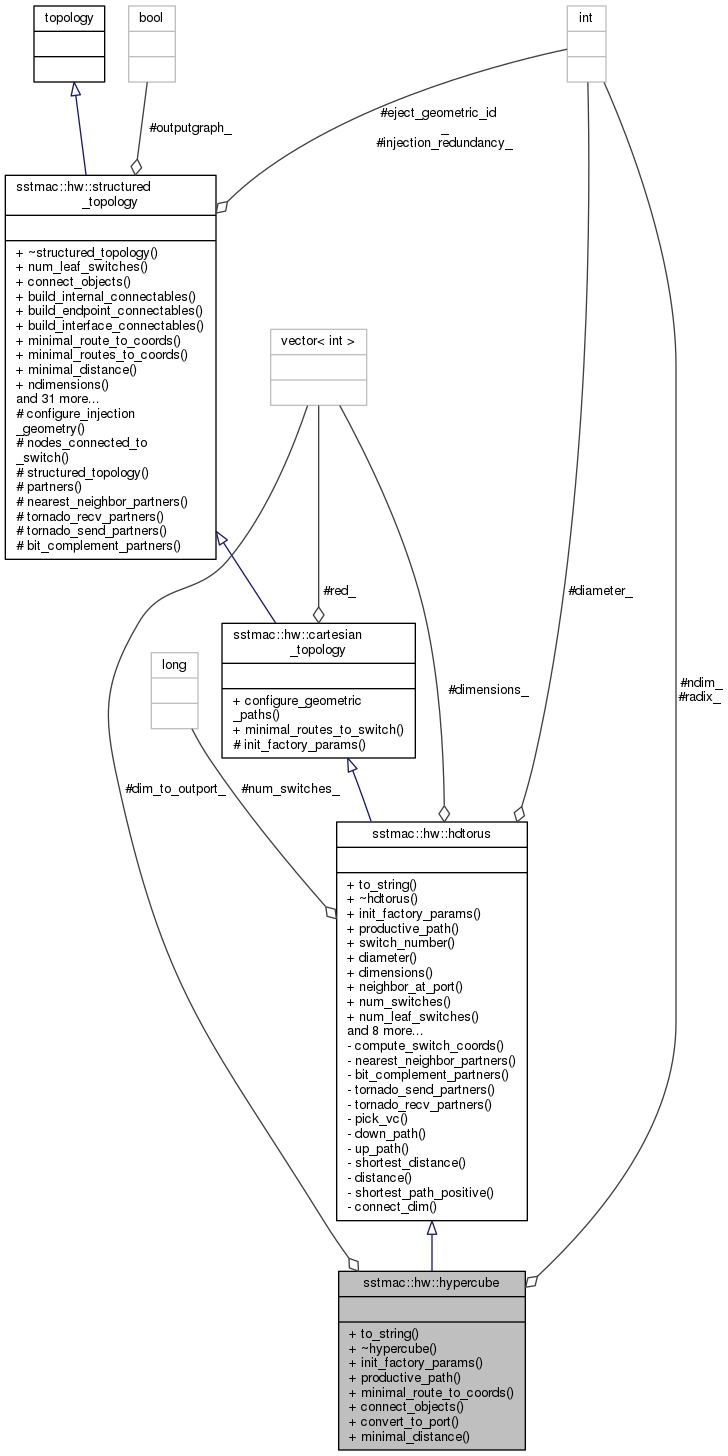 topology
bool
int
#outputgraph_
#eject_geometric_id
_
#injection_redundancy_
sstmac::hw::structured
_topology
+ ~structured_topology()
+ num_leaf_switches()
+ connect_objects()
+ build_internal_connectables()
+ build_endpoint_connectables()
+ build_interface_connectables()
+ minimal_route_to_coords()
+ minimal_routes_to_coords()
+ minimal_distance()
+ ndimensions()
and 31 more...
# configure_injection
_geometry()
# nodes_connected_to
_switch()
# structured_topology()
# partners()
# nearest_neighbor_partners()
# tornado_recv_partners()
# tornado_send_partners()
# bit_complement_partners()
vector< int >
#red_
#diameter_
sstmac::hw::cartesian
_topology
+ configure_geometric
_paths()
+ minimal_routes_to_switch()
# init_factory_params()
long
#dimensions_
#ndim_
#radix_
#dim_to_outport_
#num_switches_
sstmac::hw::hdtorus
+ to_string()
+ ~hdtorus()
+ init_factory_params()
+ productive_path()
+ switch_number()
+ diameter()
+ dimensions()
+ neighbor_at_port()
+ num_switches()
+ num_leaf_switches()
and 8 more...
- compute_switch_coords()
- nearest_neighbor_partners()
- bit_complement_partners()
- tornado_send_partners()
- tornado_recv_partners()
- pick_vc()
- down_path()
- up_path()
- shortest_distance()
- distance()
- shortest_path_positive()
- connect_dim()
sstmac::hw::hypercube
+ to_string()
+ ~hypercube()
+ init_factory_params()
+ productive_path()
+ minimal_route_to_coords()
+ connect_objects()
+ convert_to_port()
+ minimal_distance()